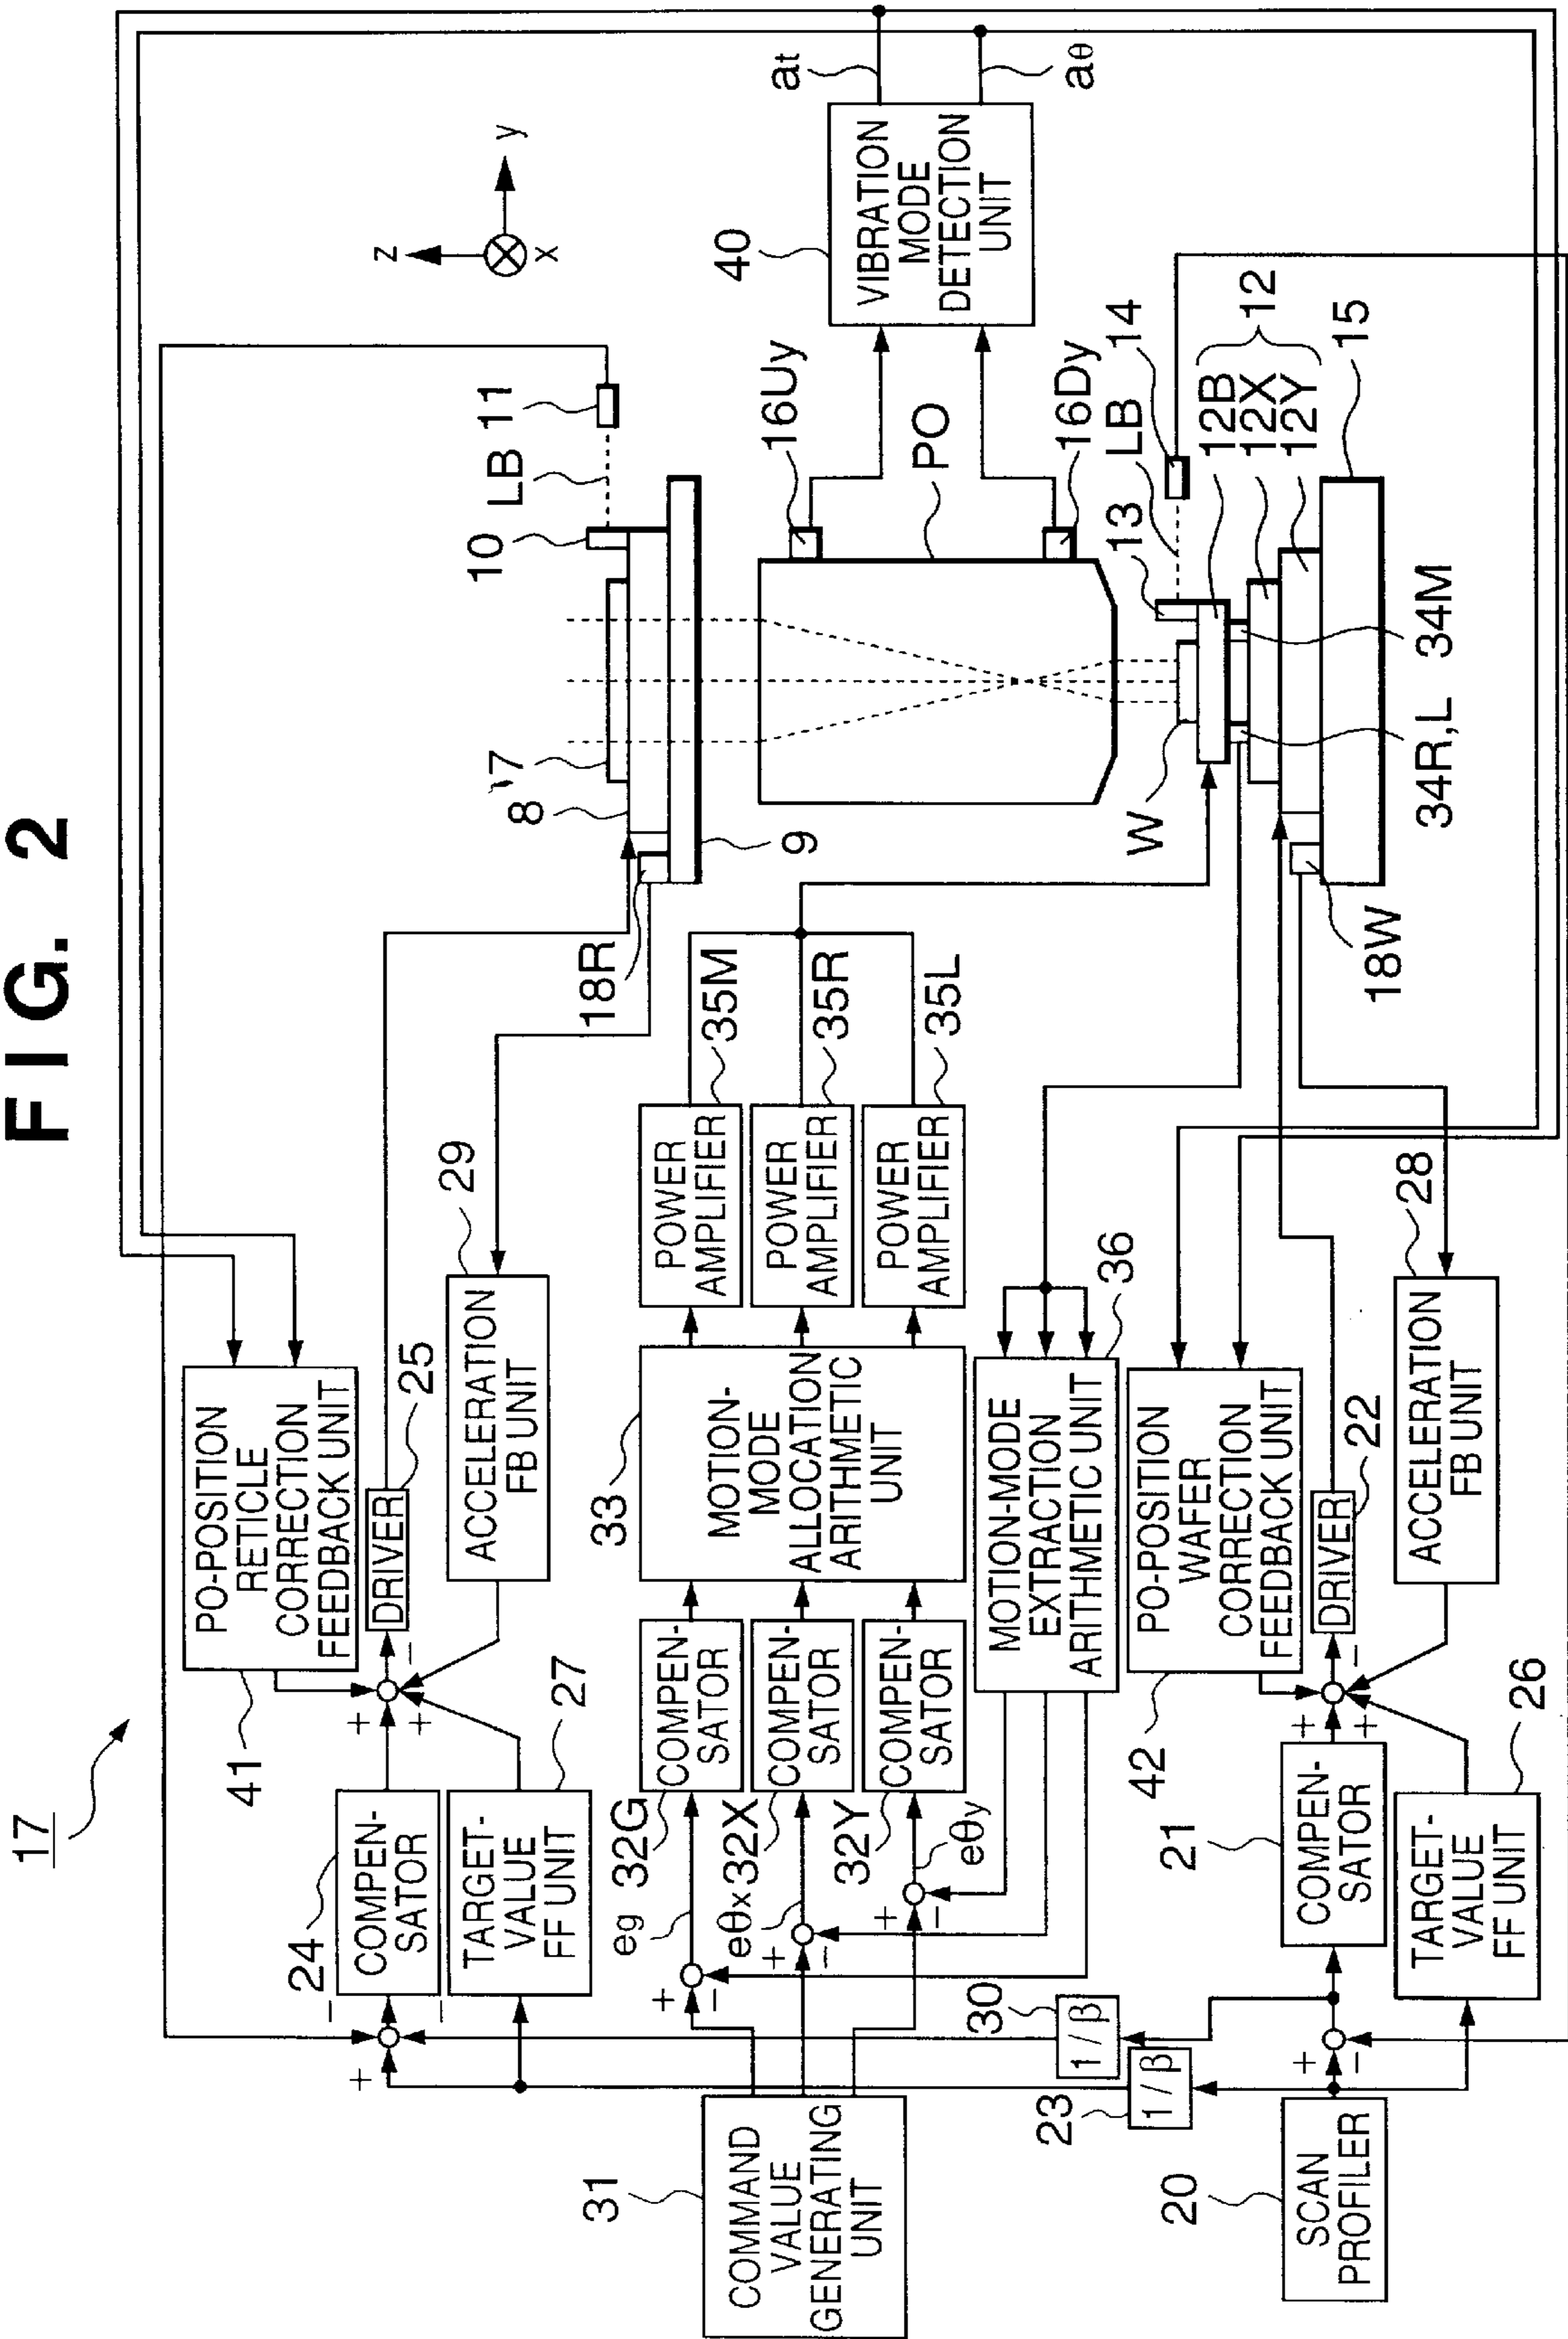 FIG. 2
17
41
PO-POSITION
RETICLE
CORRECTION
FEEDBACK UNIT
z
y
x
24
COMPEN-
SATOR
+
−
−
+
+
−
DRIVER
25
TARGET-
VALUE
FF UNIT
27
ACCELERATION
FB UNIT
29
18R
8
7
9
10
LB
11
31
COMMAND
VALUE
GENERATING
UNIT
+
−
+
−
+
−
eg
eθx
eθy
32G
COMPEN-
SATOR
32X
COMPEN-
SATOR
32Y
COMPEN-
SATOR
33
MOTION-
MODE
ALLOCATION
ARITHMETIC
UNIT
POWER
AMPLIFIER
35M
POWER
AMPLIFIER
35R
POWER
AMPLIFIER
35L
16Uy
PO
16Dy
40
VIBRATION
MODE
DETECTION
UNIT
at
aθ
MOTION-MODE
EXTRACTION
ARITHMETIC UNIT
36
30
1/β
23
1/β
W
13
LB
14
12B
12X
12Y
12
15
34R,L
34M
18W
42
PO-POSITION
WAFER
CORRECTION
FEEDBACK UNIT
20
SCAN
PROFILER
+
−
21
COMPEN-
SATOR
+
+
−
DRIVER
22
TARGET-
VALUE
FF UNIT
26
ACCELERATION
FB UNIT
28